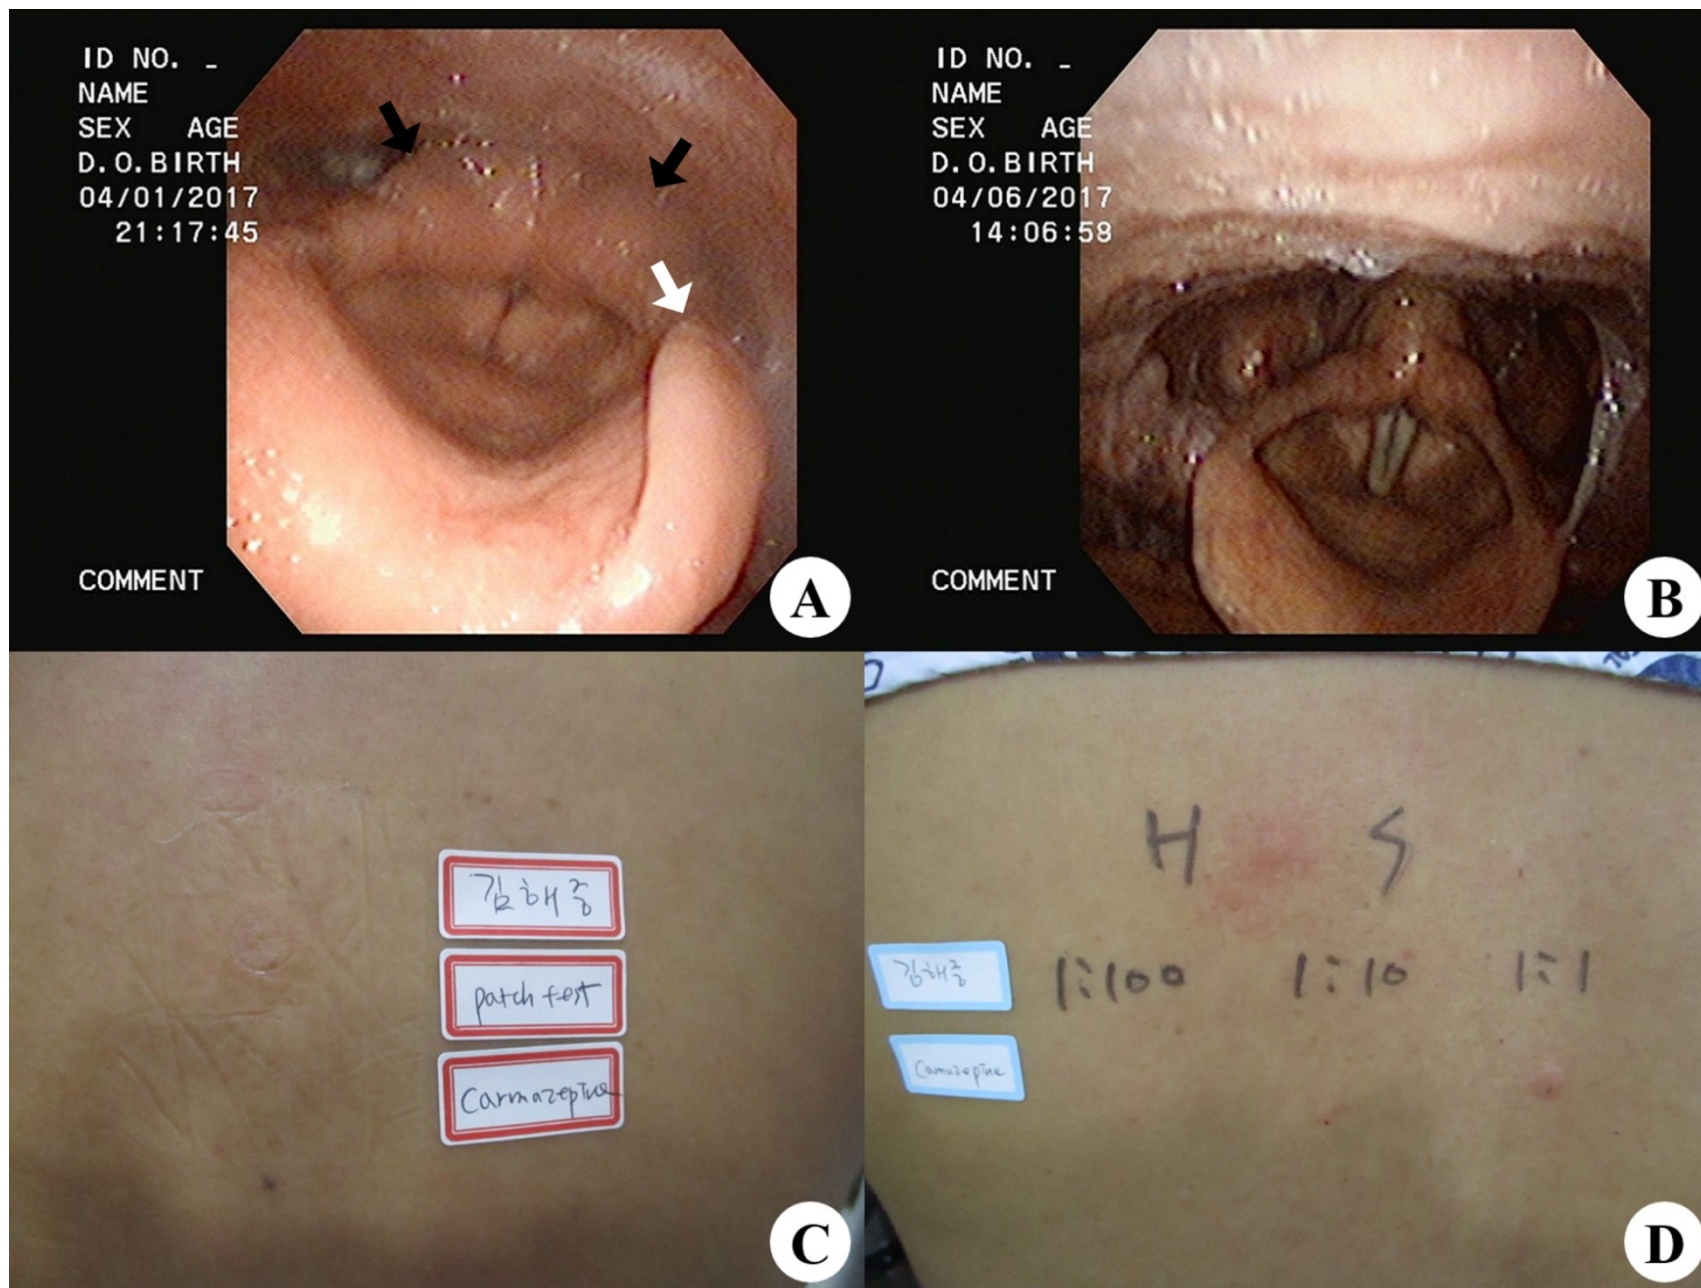 ID NO. _
NAME
SEX AGE
D.O.BIRTH
04/01/2017
21:17:45
COMMENT
A
ID NO. _
NAME
SEX AGE
D.O.BIRTH
04/06/2017
14:06:58
COMMENT
B
김해중
patch test
Carmazepine
C
H S
김해중
1:100 1:10 1:1
Camazepine
D